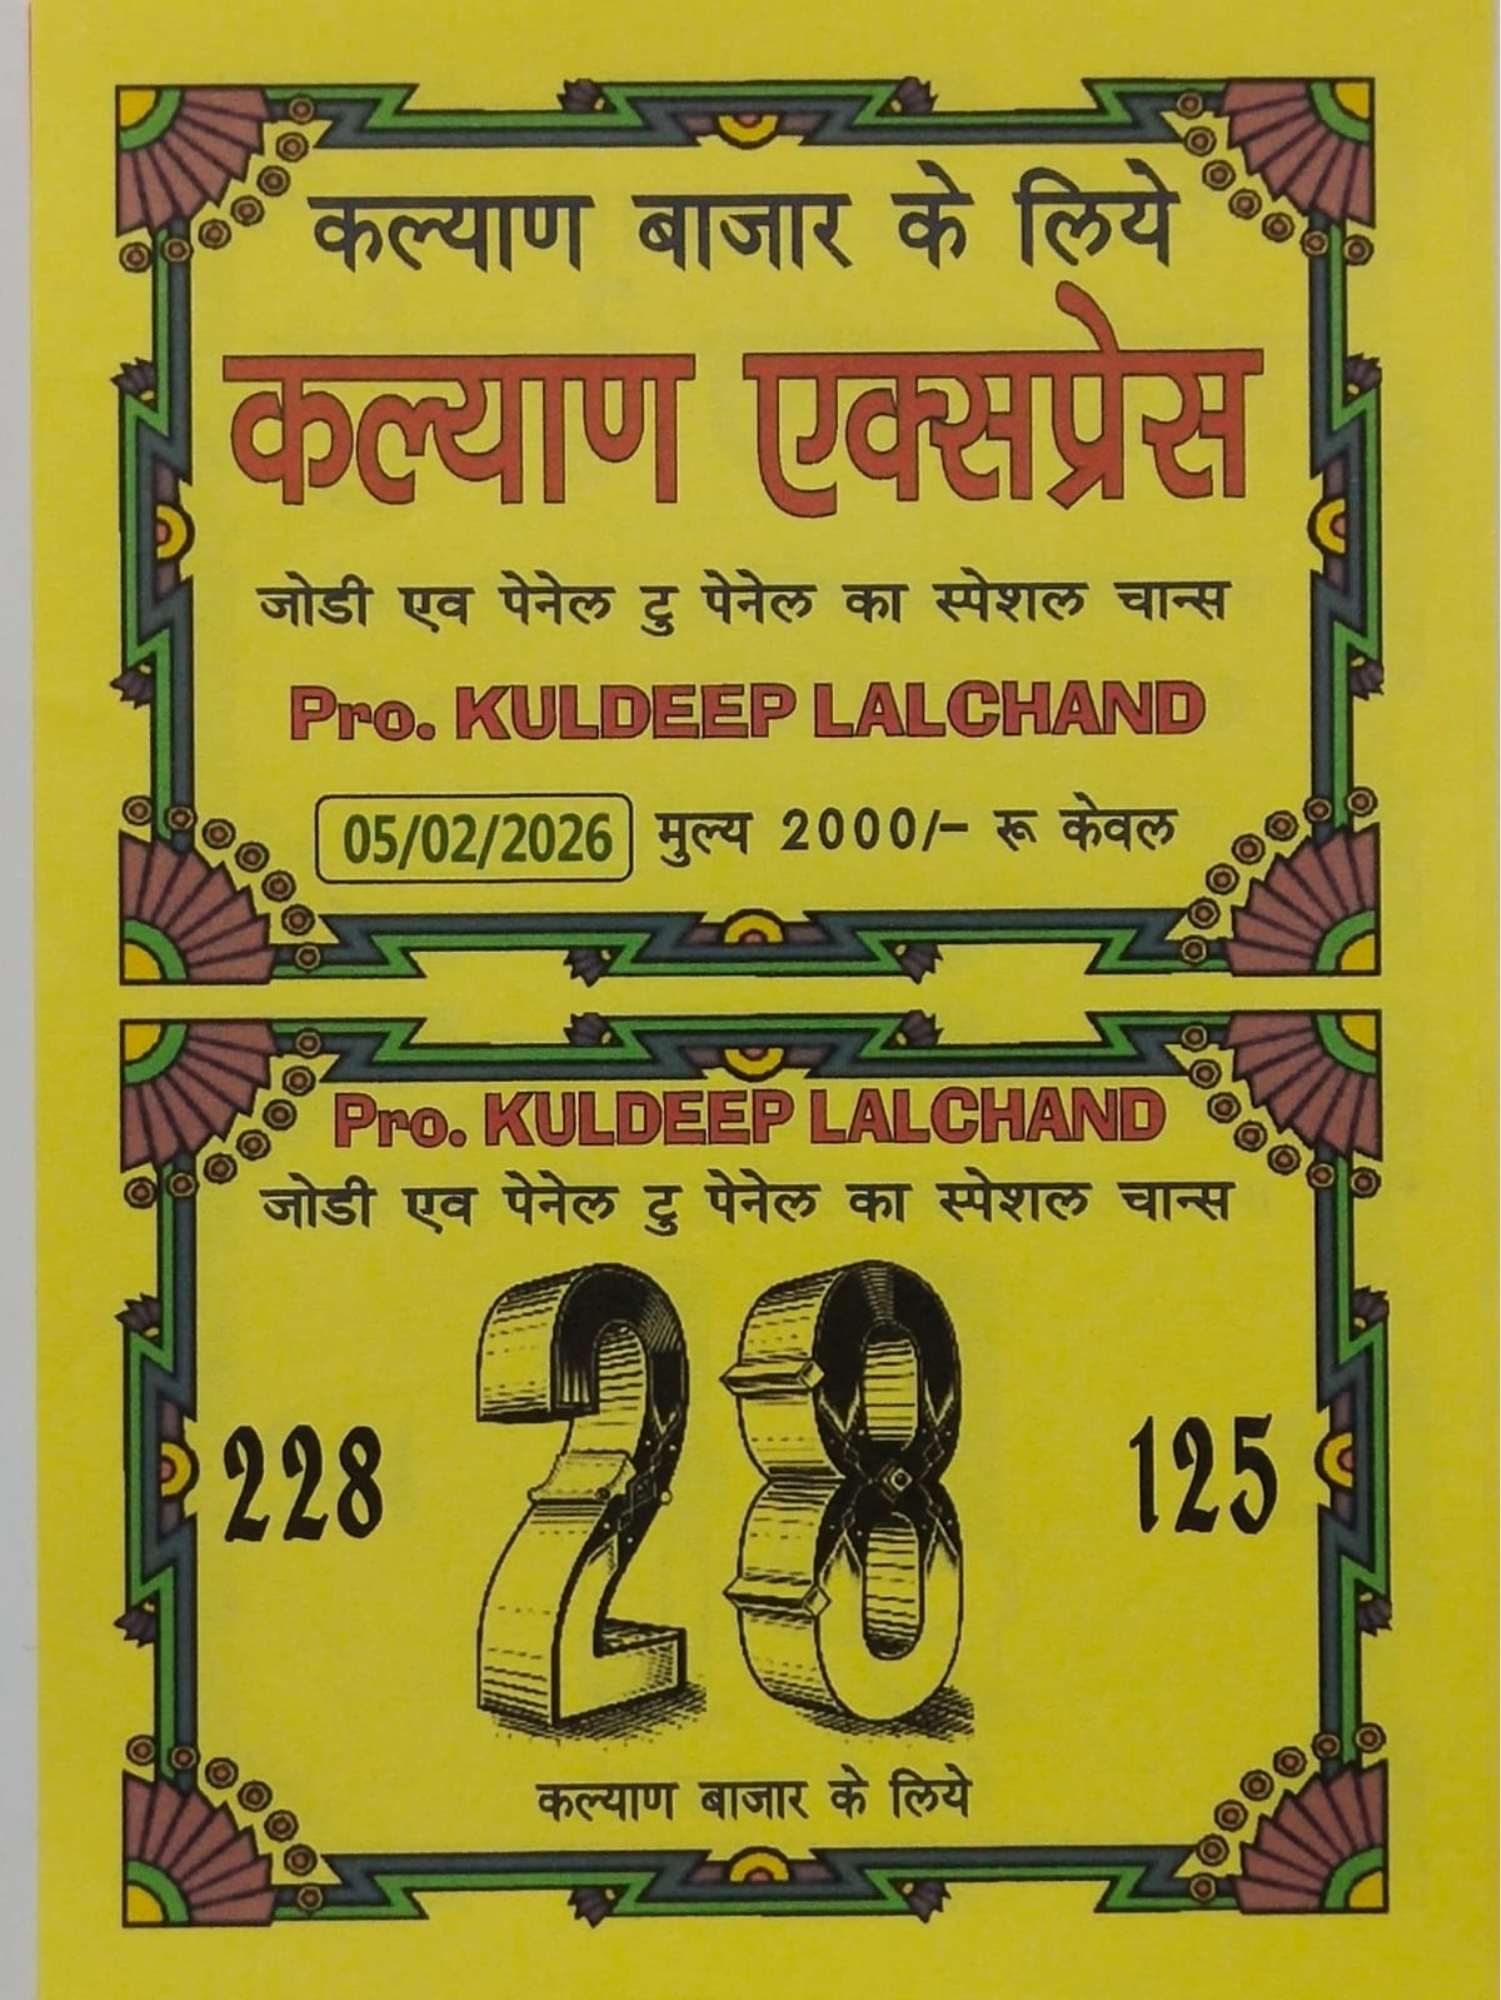 कल्याण बाजार के लिये
कल्याण एक्सप्रेस
जोडी एव पेनेल टु पेनेल का स्पेशल चान्स
Pro. KULDEEP LALCHAND
05/02/2026 मुल्य 2000/- रू केवल
Pro. KULDEEP LALCHAND
जोडी एव पेनेल टु पेनेल का स्पेशल चान्स
228 28 125
कल्याण बाजार के लिये